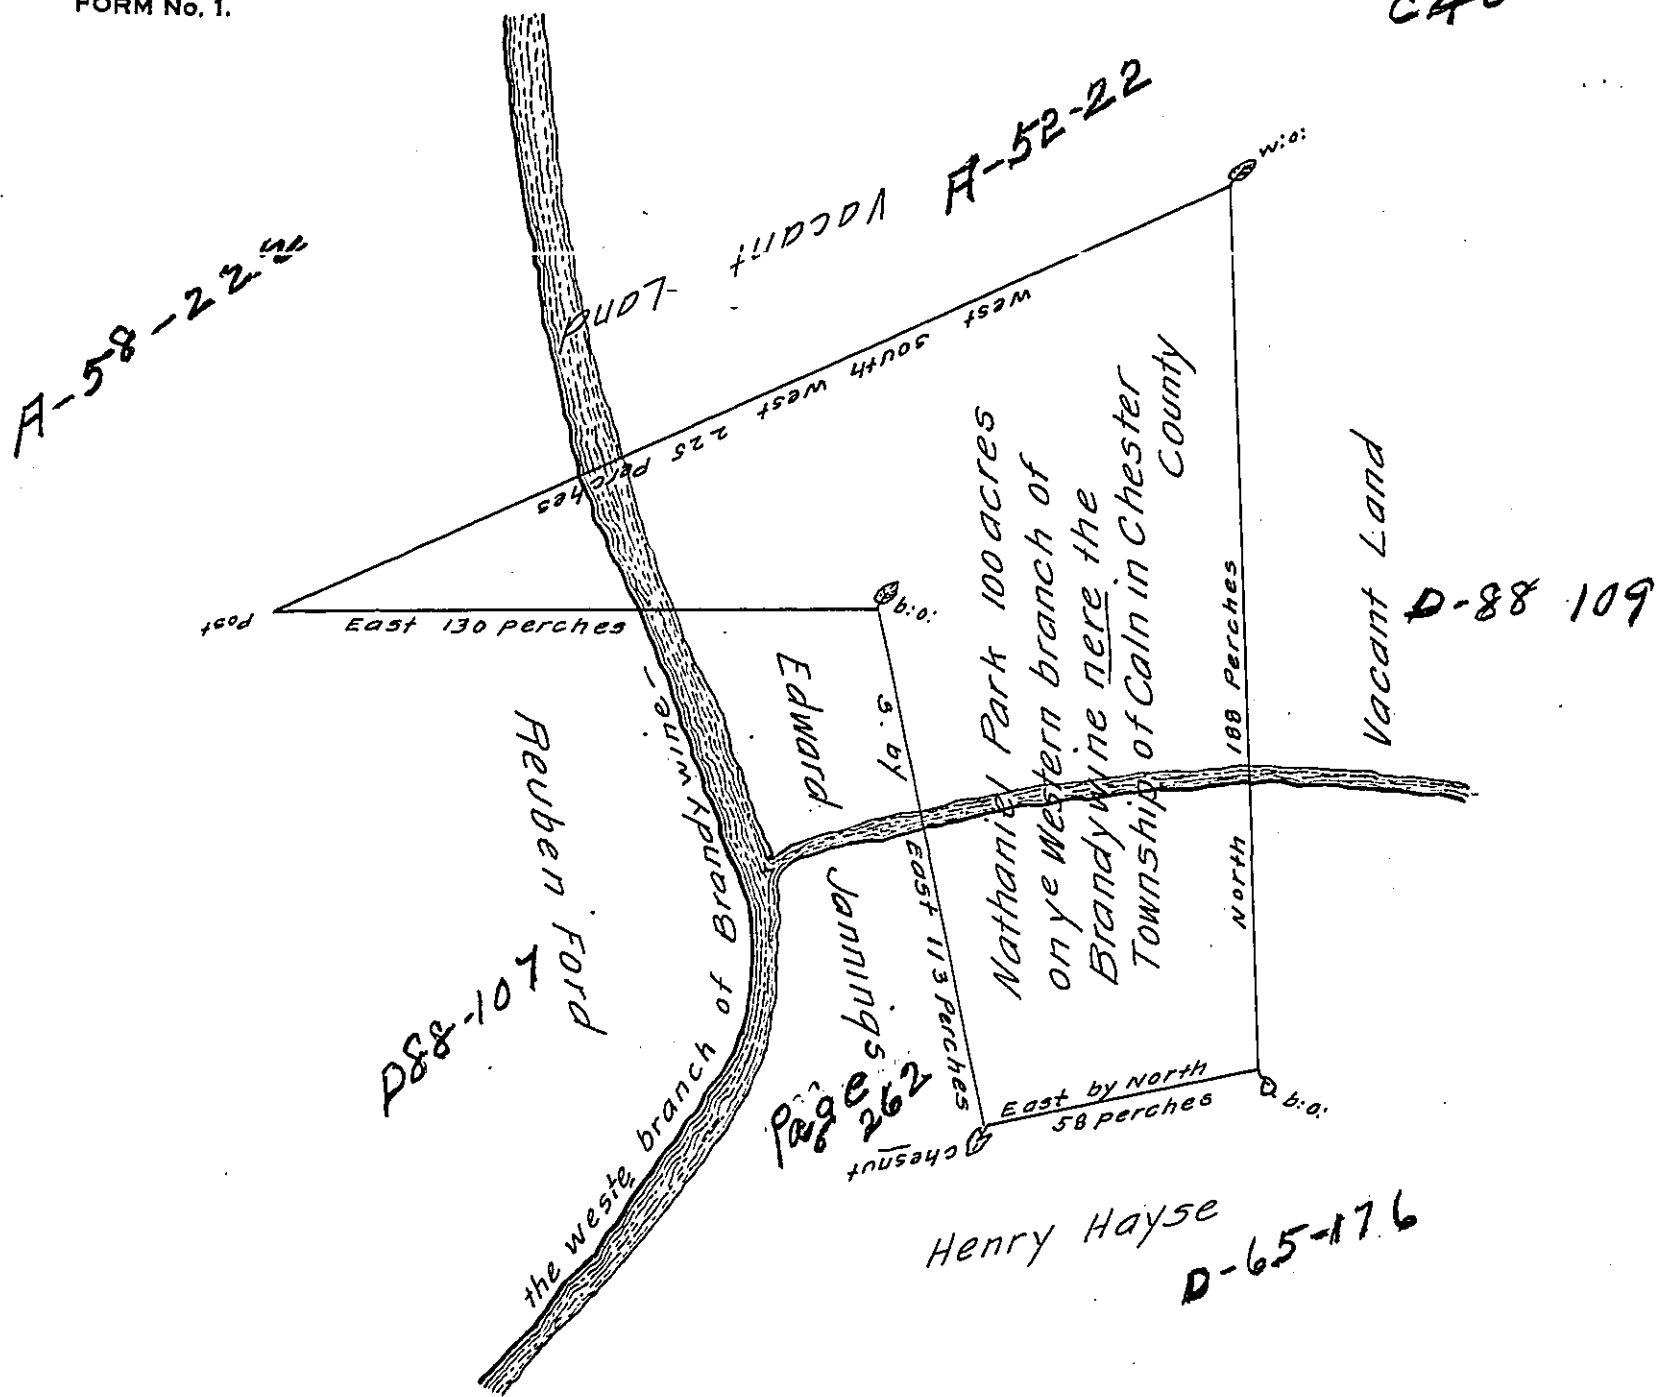 FORM No. 1.
A-52-22
w:o:
Vacant Land
A-58-22
west south west 225 Perches
Post
East 130 perches
b:o:
Nathaniel Park 100 acres
on ye Western branch of
Brandywine nere the
Township of Caln in Chester
County
188 Perches
North
Vacant Land
D-88 109
Edward
Jannings
Page
262
S. by
East 113 Perches
Reuben Ford
D88-107
the weste branch of Brandywine-
East by North
58 perches
b:o:
Chesnut
Henry Hayse
D-65-176